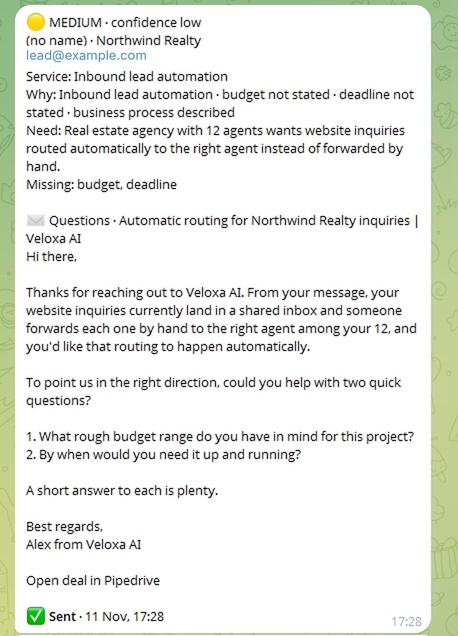 🟡 MEDIUM · confidence low
(no name) · Northwind Realty
lead@example.com
Service: Inbound lead automation
Why: Inbound lead automation · budget not stated · deadline not
stated · business process described
Need: Real estate agency with 12 agents wants website inquiries
routed automatically to the right agent instead of forwarded by
hand.
Missing: budget, deadline
✉️ Questions · Automatic routing for Northwind Realty inquiries |
Veloxa AI
Hi there,
Thanks for reaching out to Veloxa AI. From your message, your
website inquiries currently land in a shared inbox and someone
forwards each one by hand to the right agent among your 12, and
you'd like that routing to happen automatically.
To point us in the right direction, could you help with two quick
questions?
1. What rough budget range do you have in mind for this project?
2. By when would you need it up and running?
A short answer to each is plenty.
Best regards,
Alex from Veloxa AI
Open deal in Pipedrive
✅ Sent · 11 Nov, 17:28
17:28